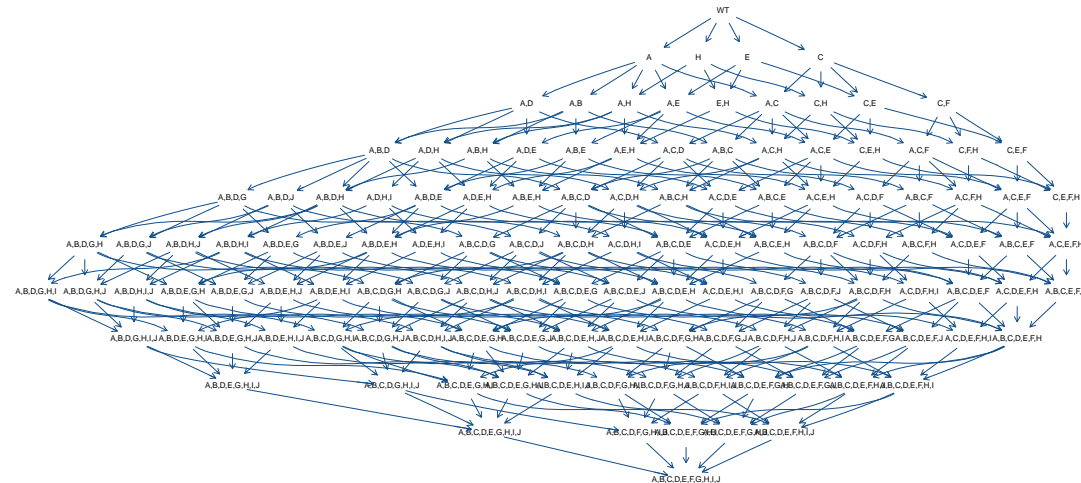 WT
A H E C
A,D A,B A,H A,E E,H A,C C,H C,E C,F
A,B,D A,D,H A,B,H A,D,E A,B,E A,E,H A,C,D A,B,C A,C,H A,C,E C,E,H A,C,F C,F,H C,E,F
A,B,D,G A,B,D,J A,B,D,H A,D,H,I A,B,D,E A,D,E,H A,B,E,H A,B,C,D A,C,D,H A,B,C,H A,C,D,E A,B,C,E A,C,E,H A,C,D,F A,B,C,F A,C,F,H A,C,E,F C,E,F,H
A,B,D,G,H A,B,D,G,J A,B,D,H,J A,B,D,H,I A,B,D,E,G A,B,D,E,J A,B,D,E,H A,D,E,H,I A,B,C,D,G A,B,C,D,J A,B,C,D,H A,C,D,H,I A,B,C,D,E A,C,D,E,H A,B,C,E,H A,B,C,D,F A,C,D,F,H A,B,C,F,H A,C,D,E,F A,B,C,E,F A,C,E,F,H
A,B,D,G,H,I A,B,D,G,H,J A,B,D,H,I,J A,B,D,E,G,H A,B,D,E,G,J A,B,D,E,H,J A,B,D,E,H,I A,B,C,D,G,H A,B,C,D,G,J A,B,C,D,H,J A,B,C,D,H,I A,B,C,D,E,G A,B,C,D,E,J A,B,C,D,E,H A,C,D,E,H,I A,B,C,D,F,G A,B,C,D,F,J A,B,C,D,F,H A,C,D,F,H,I A,B,C,D,E,F A,C,D,E,F,H A,B,C,E,F,
A,B,D,G,H,I,J A,B,D,E,G,H,I A,B,D,E,G,H,J A,B,D,E,H,I,J A,B,C,D,G,H,I A,B,C,D,G,H,J A,B,C,D,H,I,J A,B,C,D,E,G,H A,B,C,D,E,G,J A,B,C,D,E,H,J A,B,C,D,E,H,I A,B,C,D,F,G,H A,B,C,D,F,G,J A,B,C,D,F,H,J A,B,C,D,F,H,I A,B,C,D,E,F,G A,B,C,D,E,F,J A,C,D,E,F,H,I A,B,C,D,E,F,H
A,B,D,E,G,H,I,J A,B,C,D,G,H,I,J A,B,C,D,E,F,H,I
A,B,C,D,E,G,H,I,J A,B,C,D,E,F,H,I,J
A,B,C,D,E,F,G,H,I,J